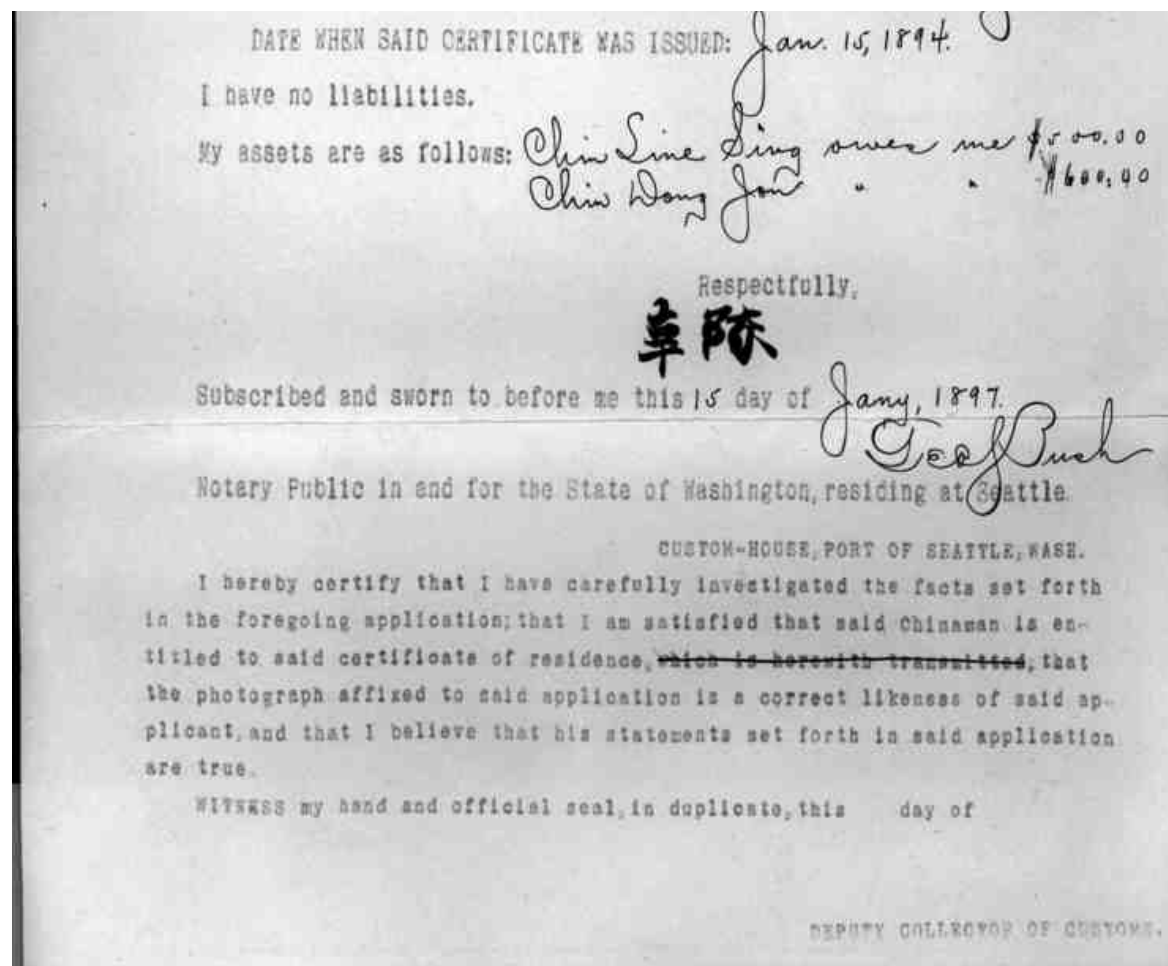 DATE WHEN SAID CERTIFICATE WAS ISSUED: Jan. 15, 1894.
I have no liabilities.
My assets are as follows: Chin Line Sing owes me $500.00
Chin Dong Jon " " $600.00
Respectfully,
Subscribed and sworn to before me this 15 day of Jany, 1897.
Geo
Notary Public in and for the State of Washington, residing at Seattle.
CUSTOM-HOUSE, PORT OF SEATTLE, WASH.
I hereby certify that I have carefully investigated the facts set forth
in the foregoing application; that I am satisfied that said Chinaman is en-
titled to said certificate of residence, which is herewith transmitted, that
the photograph affixed to said application is a correct likeness of said ap-
plicant, and that I believe that his statements set forth in said application
are true.
WITNESS my hand and official seal, in duplicate, this day of
DEPUTY COLLECTOR OF CUSTOMS.